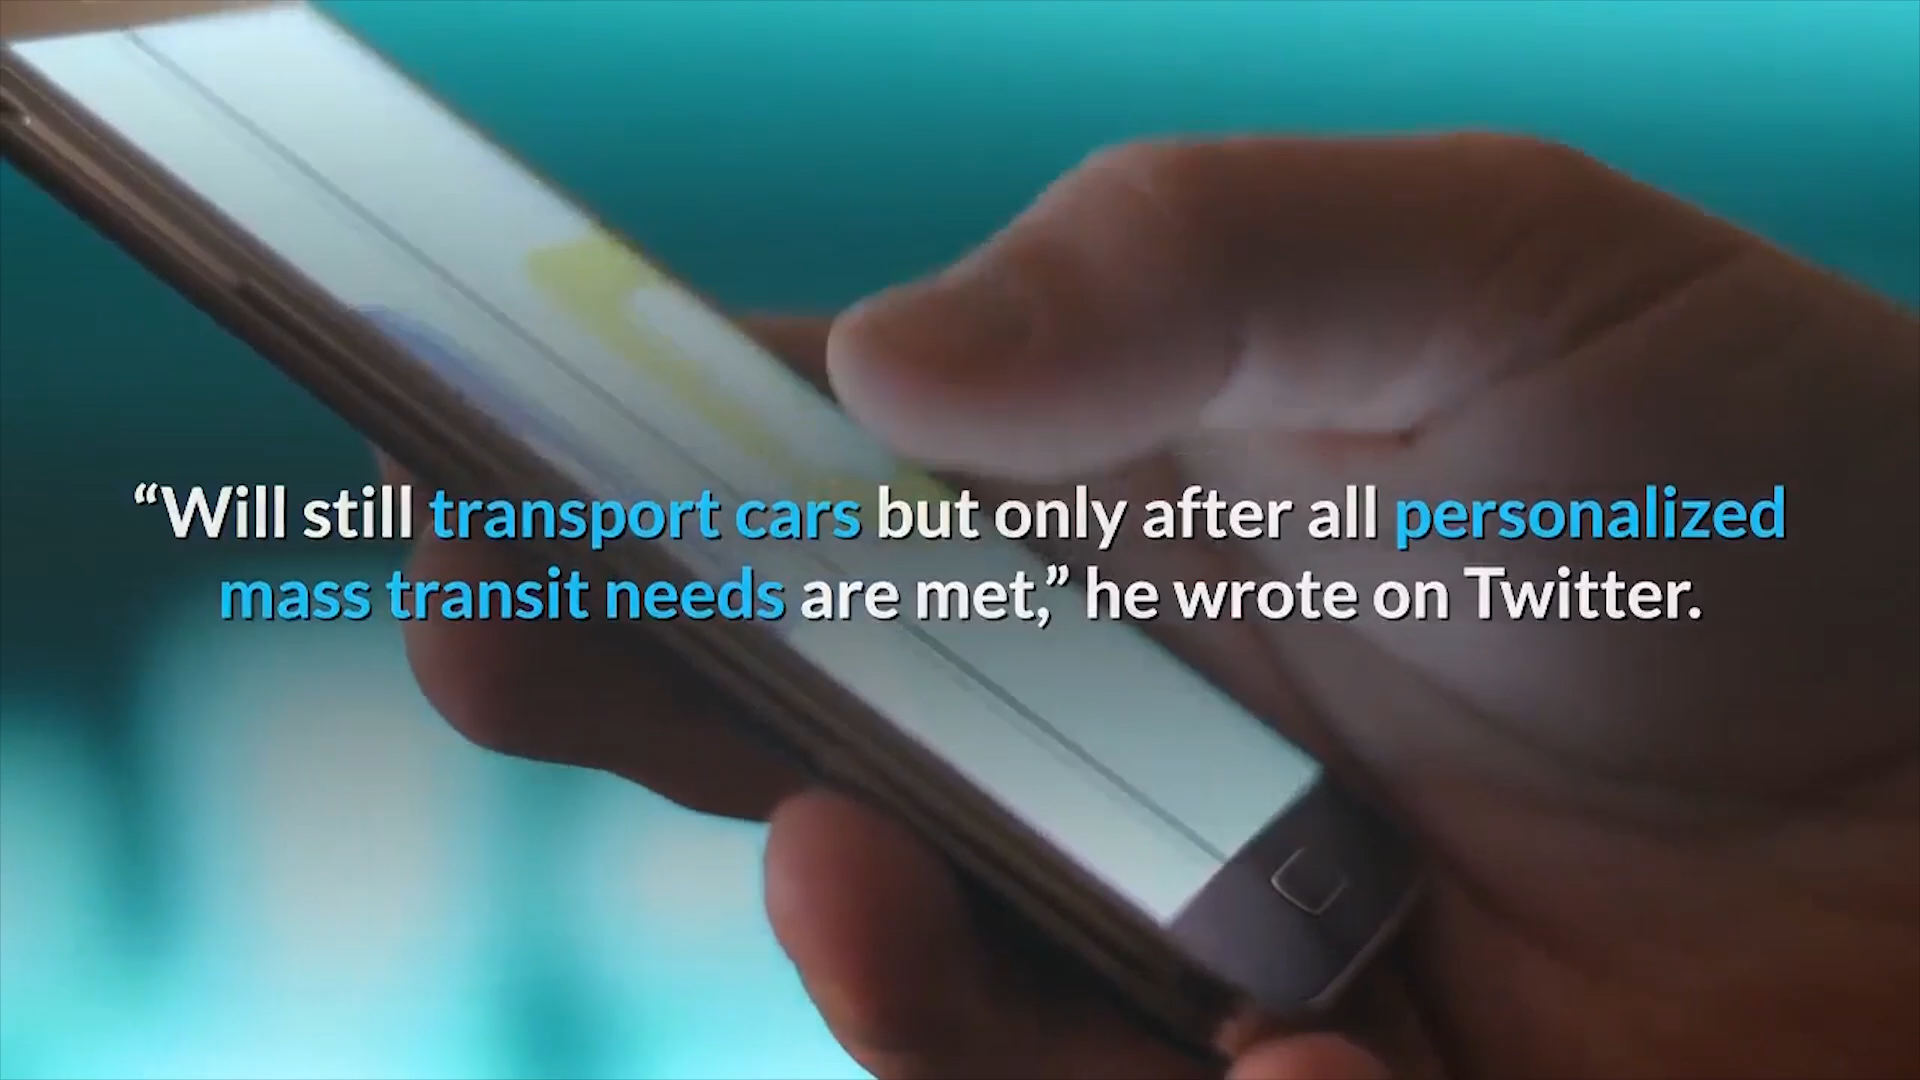 “Will still transport cars but only after all personalized
mass transit needs are met,” he wrote on Twitter.